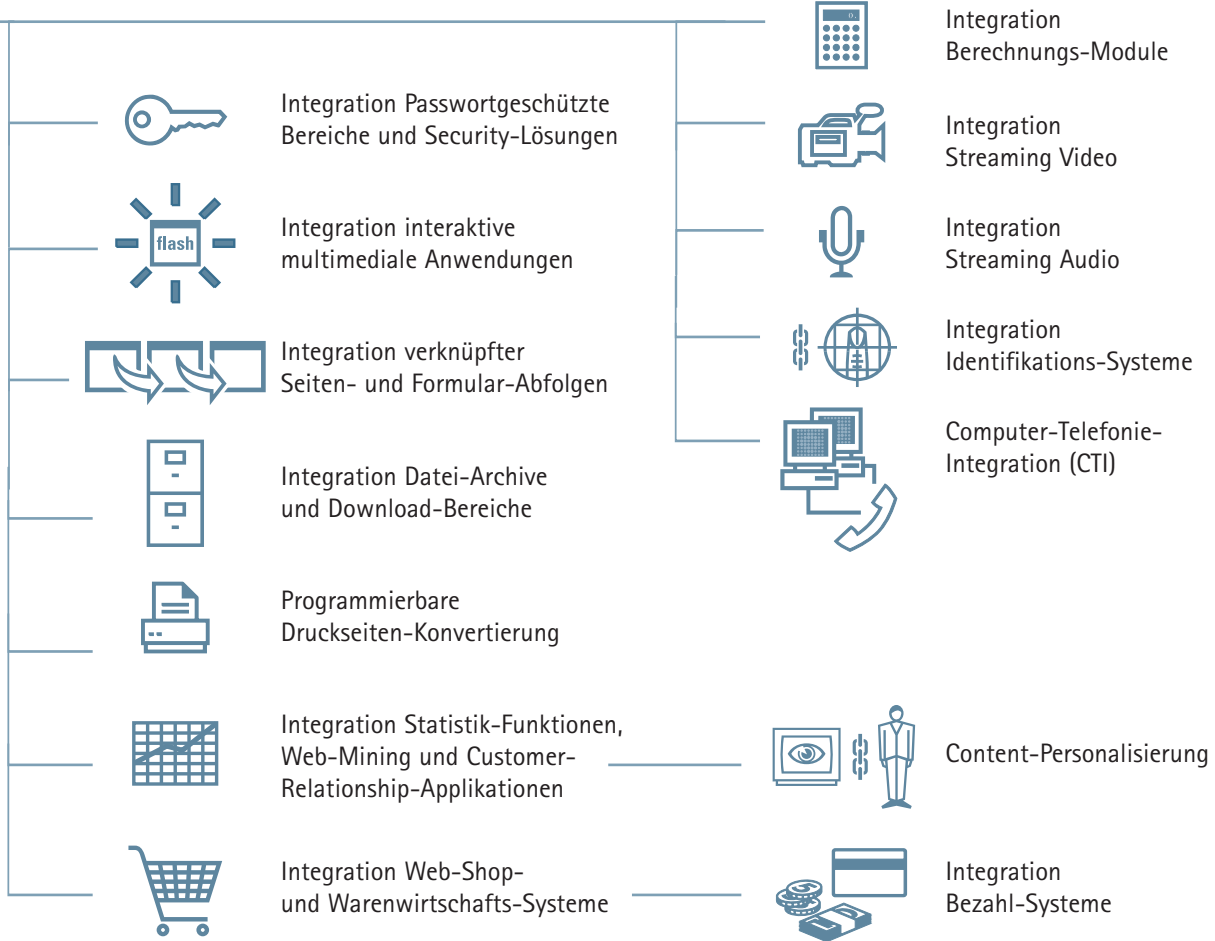 Integration Passwortgeschützte
Bereiche und Security-Lösungen
flash
Integration interaktive
multimediale Anwendungen
Integration verknüpfter
Seiten- und Formular-Abfolgen
Integration Datei-Archive
und Download-Bereiche
Programmierbare
Druckseiten-Konvertierung
Integration Statistik-Funktionen,
Web-Mining und Customer-
Relationship-Applikationen
Integration Web-Shop-
und Warenwirtschafts-Systeme
Integration
Berechnungs-Module
Integration
Streaming Video
Integration
Streaming Audio
Integration
Identifikations-Systeme
Computer-Telefonie-
Integration (CTI)
Content-Personalisierung
Integration
Bezahl-Systeme